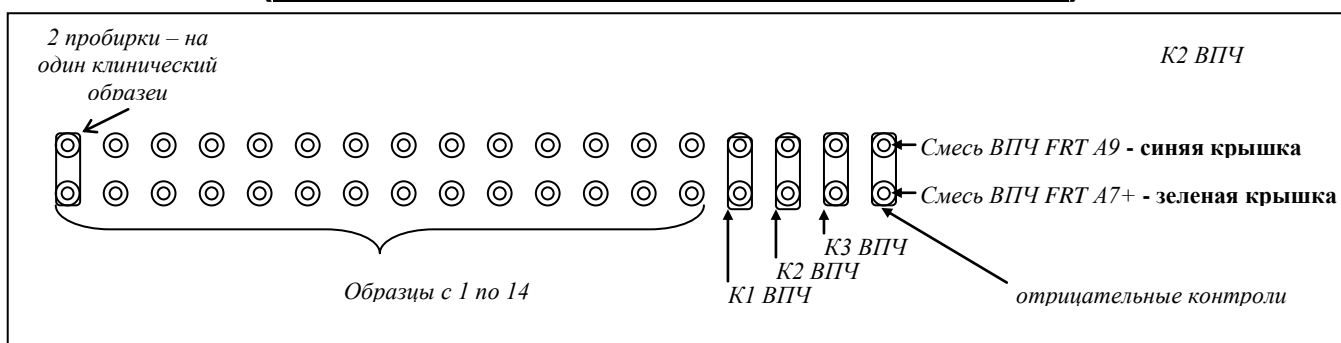 2 пробирки – на
один клинический
образец
К2 ВПЧ
Смесь ВПЧ FRT A9 - синяя крышка
Смесь ВПЧ FRT A7+ - зеленая крышка
К3 ВПЧ
К2 ВПЧ
К1 ВПЧ
Образцы с 1 по 14
отрицательные контроли